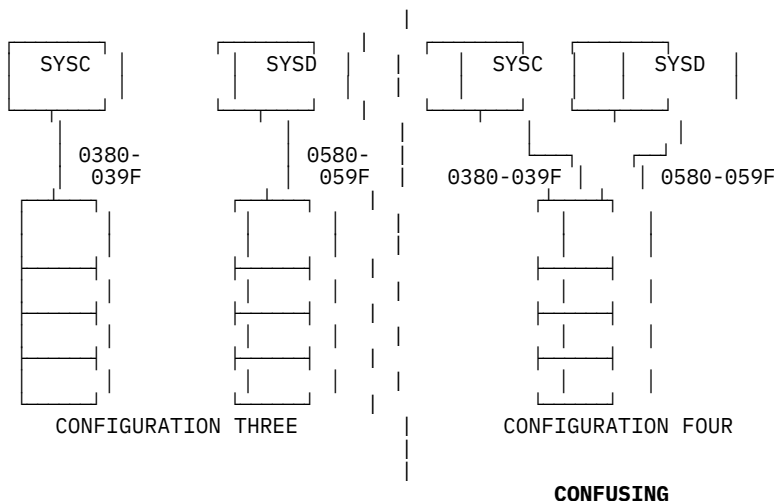 SYSC SYSD SYSC SYSD
0380- 0580-
039F 059F 0380-039F 0580-059F
CONFIGURATION THREE CONFIGURATION FOUR
CONFUSING